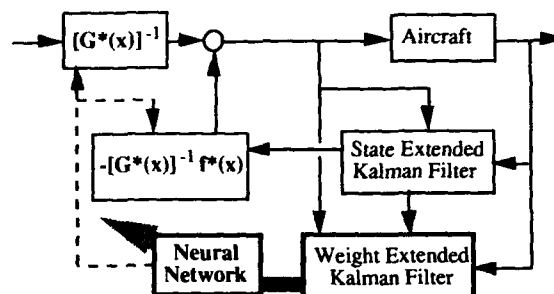 [G*(x)]⁻¹
Aircraft
-[G*(x)]⁻¹ f*(x)
State Extended
Kalman Filter
Neural
Network
Weight Extended
Kalman Filter